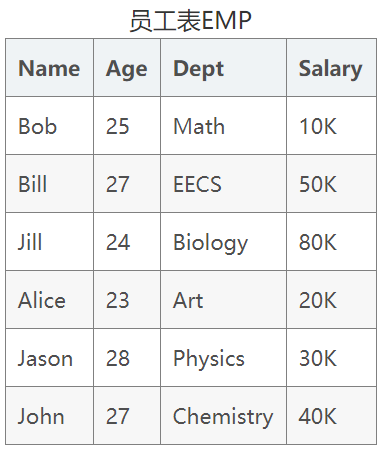 员工表EMP
Name Age Dept Salary
Bob 25 Math 10K
Bill 27 EECS 50K
Jill 24 Biology 80K
Alice 23 Art 20K
Jason 28 Physics 30K
John 27 Chemistry 40K